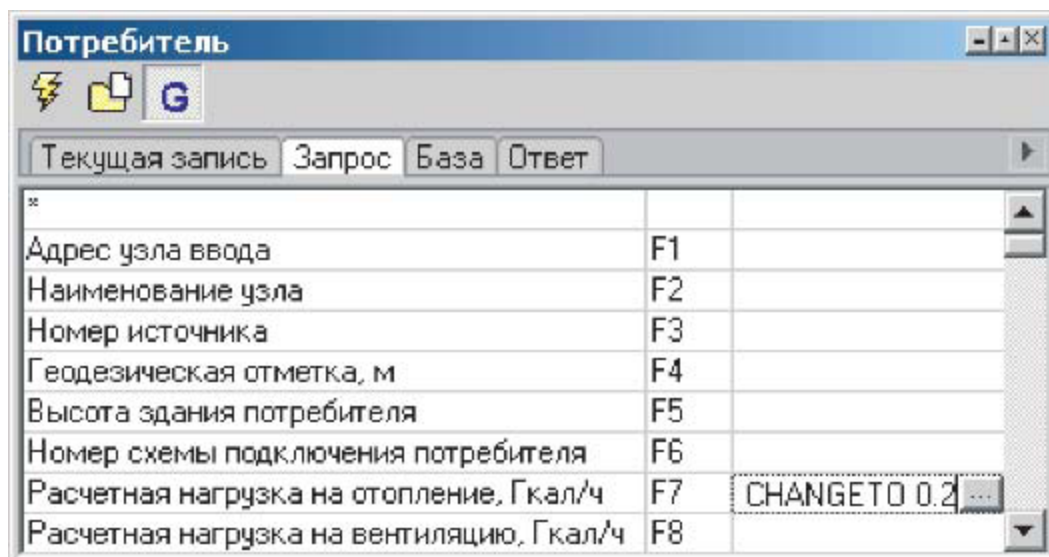 Потребитель
G
Текущая запись Запрос База Ответ
*
Адрес узла ввода F1
Наименование узла F2
Номер источника F3
Геодезическая отметка, м F4
Высота здания потребителя F5
Номер схемы подключения потребителя F6
Расчетная нагрузка на отопление, Гкал/ч F7 CHANGETO 0.2 ...
Расчетная нагрузка на вентиляцию, Гкал/ч F8